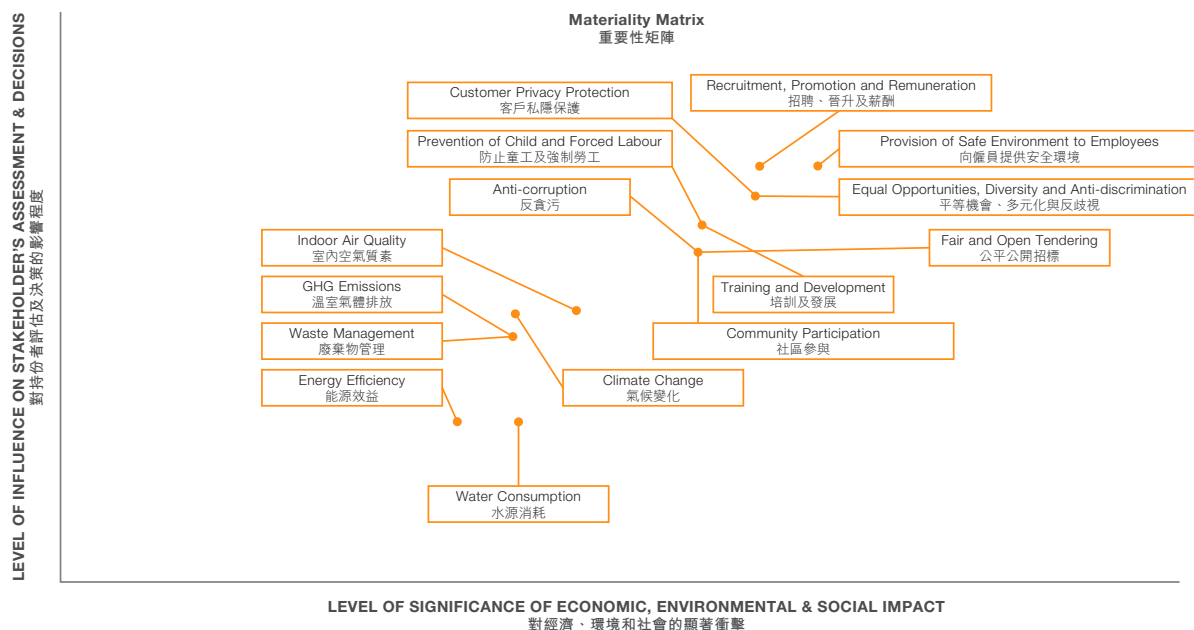 Materiality Matrix
重要性矩陣
LEVEL OF INFLUENCE ON STAKEHOLDER'S ASSESSMENT & DECISIONS
對持份者評估及決策的影響程度
Customer Privacy Protection
客戶私隱保護
Recruitment, Promotion and Remuneration
招聘、晉升及薪酬
Prevention of Child and Forced Labour
防止童工及強制勞工
Provision of Safe Environment to Employees
向僱員提供安全環境
Anti-corruption
反貪污
Equal Opportunities, Diversity and Anti-discrimination
平等機會、多元化與反歧視
Indoor Air Quality
室內空氣質素
Fair and Open Tendering
公平公開招標
GHG Emissions
溫室氣體排放
Training and Development
培訓及發展
Waste Management
廢棄物管理
Community Participation
社區參與
Energy Efficiency
能源效益
Climate Change
氣候變化
Water Consumption
水源消耗
LEVEL OF SIGNIFICANCE OF ECONOMIC, ENVIRONMENTAL & SOCIAL IMPACT
對經濟、環境和社會的顯著衝擊